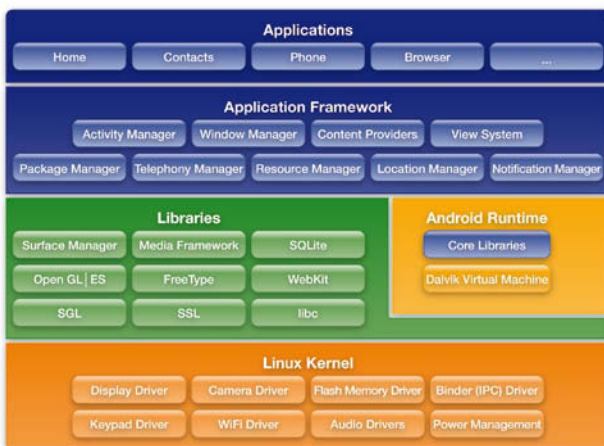 Applications
Home Contacts Phone Browser ...
Application Framework
Activity Manager Window Manager Content Providers View System
Package Manager Telephony Manager Resource Manager Location Manager Notification Manager
Libraries Android Runtime
Surface Manager Media Framework SQLite Core Libraries
Open GL|ES FreeType WebKit Dalvik Virtual Machine
SGL SSL libc
Linux Kernel
Display Driver Camera Driver Flash Memory Driver Binder (IPC) Driver
Keypad Driver WiFi Driver Audio Drivers Power Management